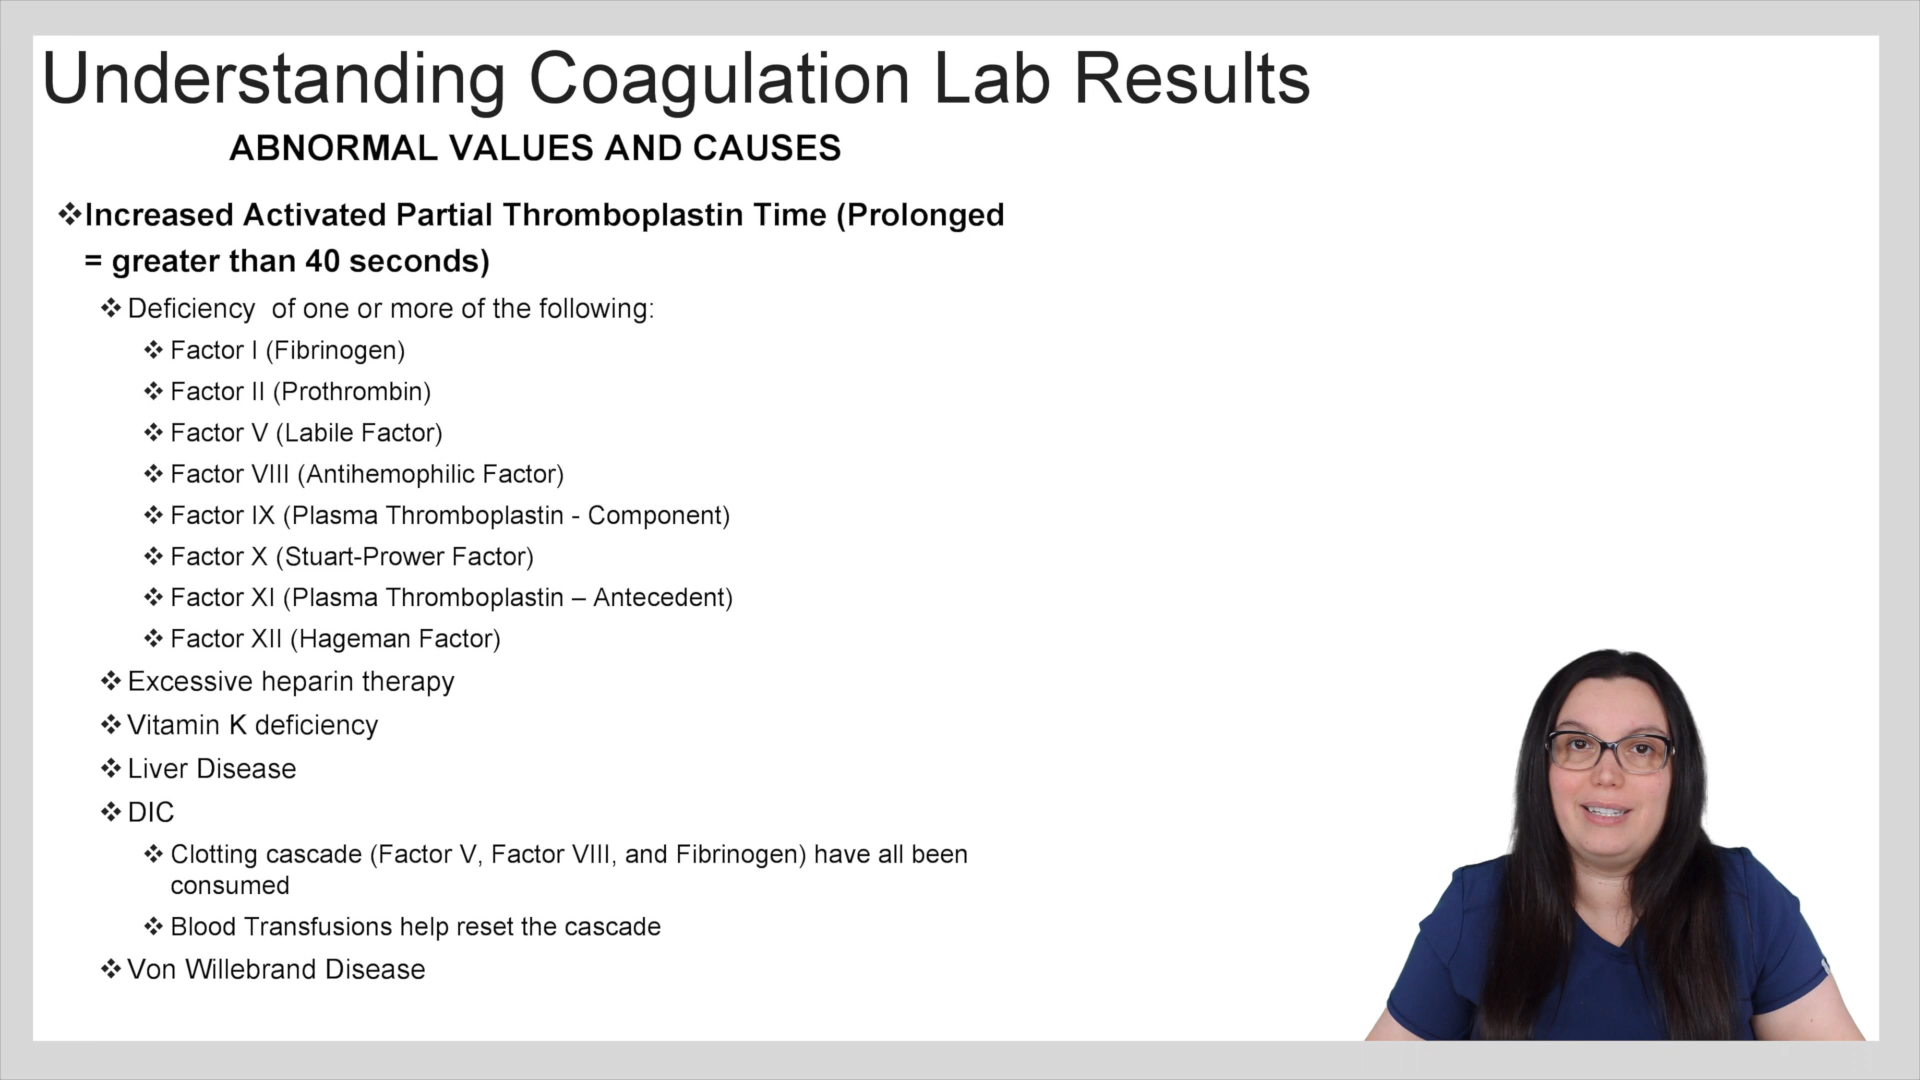 Understanding Coagulation Lab Results
ABNORMAL VALUES AND CAUSES
❖Increased Activated Partial Thromboplastin Time (Prolonged
= greater than 40 seconds)
❖ Deficiency  of one or more of the following:
❖ Factor I (Fibrinogen)
❖ Factor II (Prothrombin)
❖ Factor V (Labile Factor)
❖ Factor VIII (Antihemophilic Factor)
❖ Factor IX (Plasma Thromboplastin - Component)
❖ Factor X (Stuart-Prower Factor)
❖ Factor XI (Plasma Thromboplastin – Antecedent)
❖ Factor XII (Hageman Factor)
❖ Excessive heparin therapy
❖ Vitamin K deficiency
❖ Liver Disease
❖ DIC
❖ Clotting cascade (Factor V, Factor VIII, and Fibrinogen) have all been
consumed
❖ Blood Transfusions help reset the cascade
❖ Von Willebrand Disease